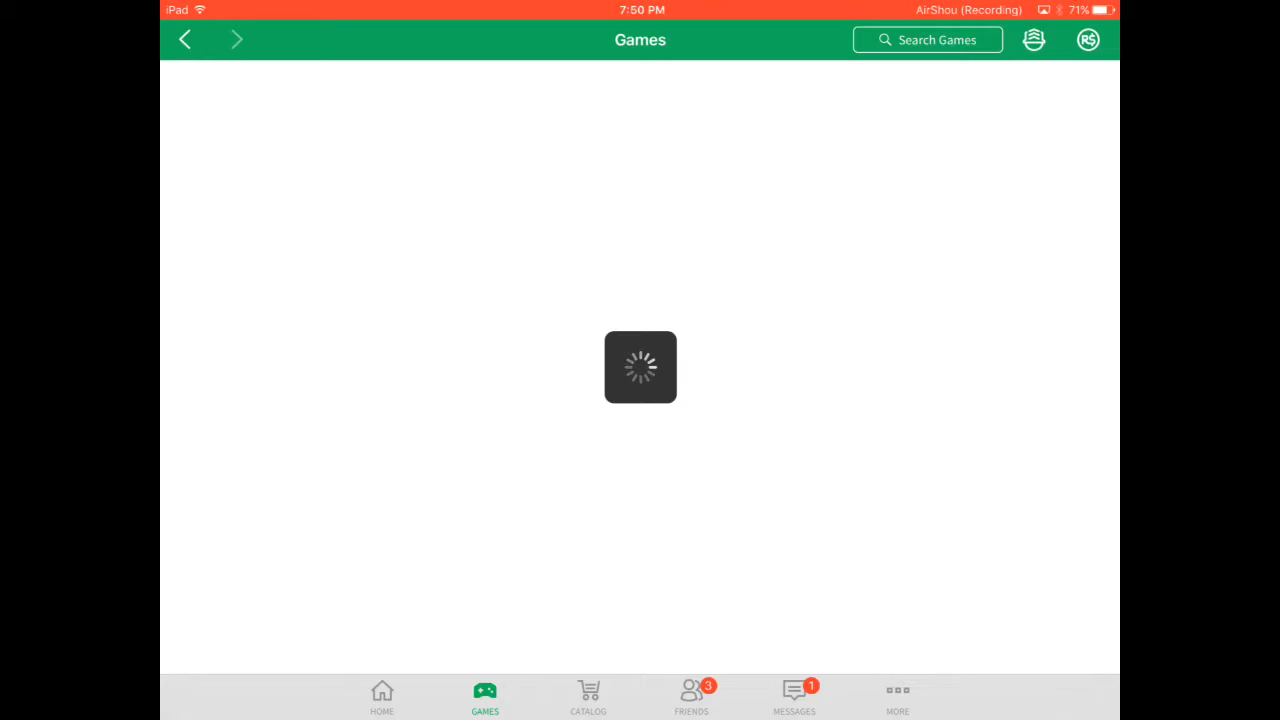 iPad 7:50 PM AirShou (Recording) 71%
Games Search Games R$
3 1
HOME GAMES CATALOG FRIENDS MESSAGES MORE